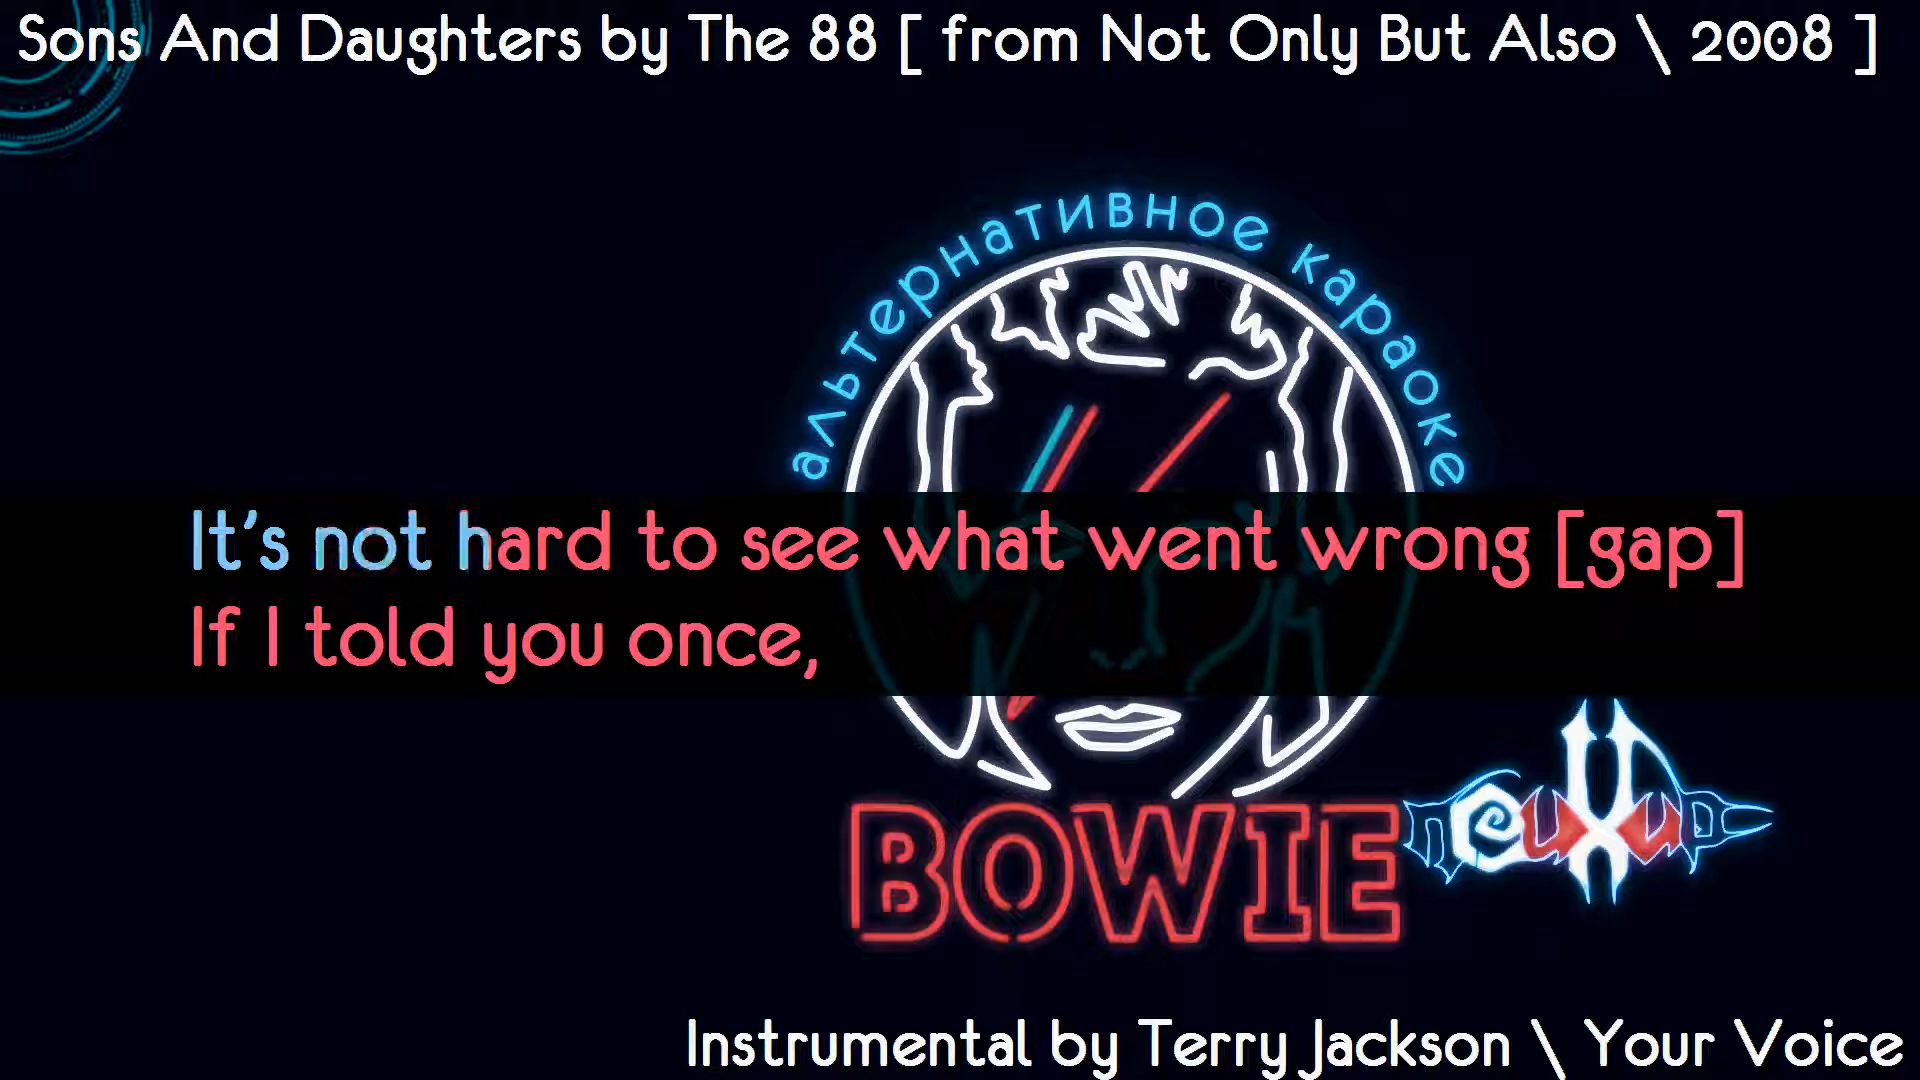 Sons And Daughters by The 88 [ from Not Only But Also \ 2008 ]
альтернативное караоке
It's not hard to see what went wrong [gap]
If I told you once,
BOWIE
Instrumental by Terry Jackson \ Your Voice